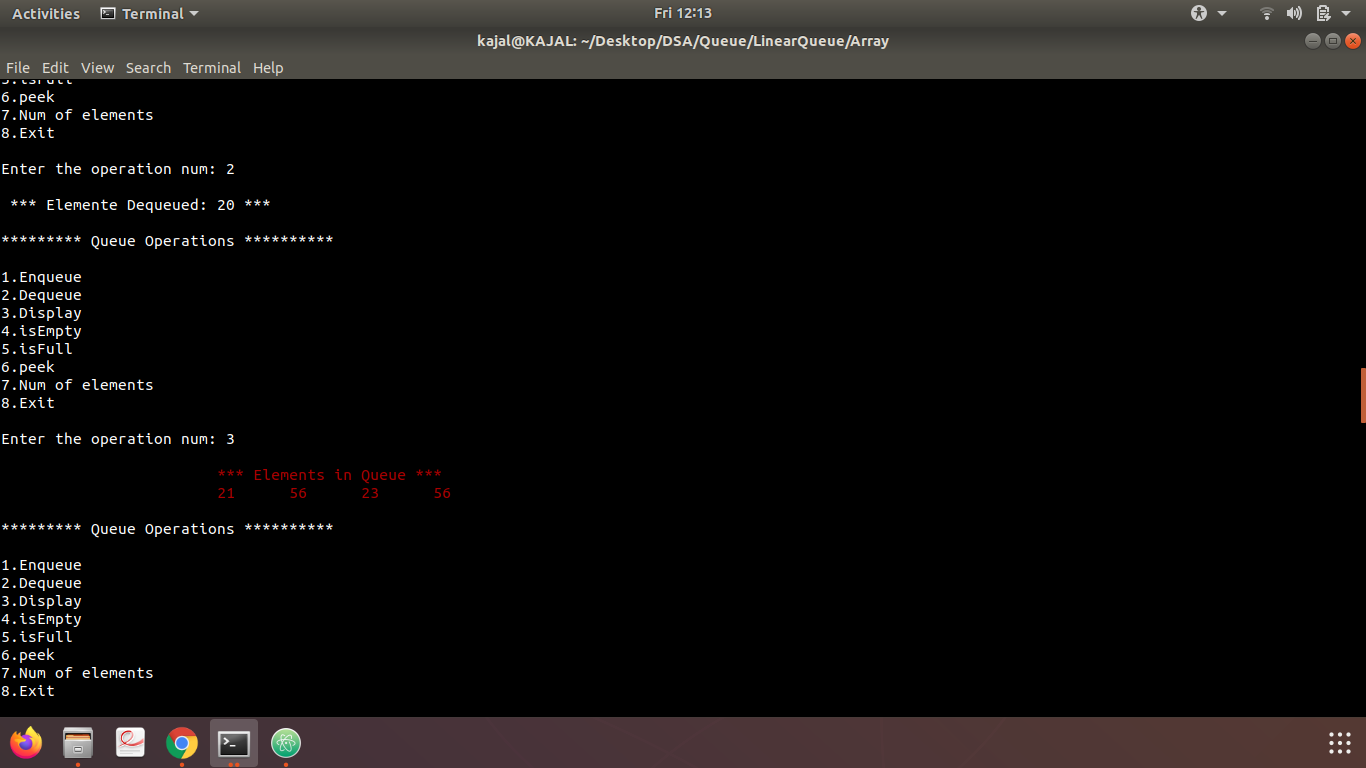 Activities Terminal Fri 12:13
kajal@KAJAL: ~/Desktop/DSA/Queue/LinearQueue/Array
File Edit View Search Terminal Help
5.isFull
6.peek
7.Num of elements
8.Exit
Enter the operation num: 2
*** Elemente Dequeued: 20 ***
********* Queue Operations **********
1.Enqueue
2.Dequeue
3.Display
4.isEmpty
5.isFull
6.peek
7.Num of elements
8.Exit
Enter the operation num: 3
*** Elements in Queue ***
21 56 23 56
********* Queue Operations **********
1.Enqueue
2.Dequeue
3.Display
4.isEmpty
5.isFull
6.peek
7.Num of elements
8.Exit